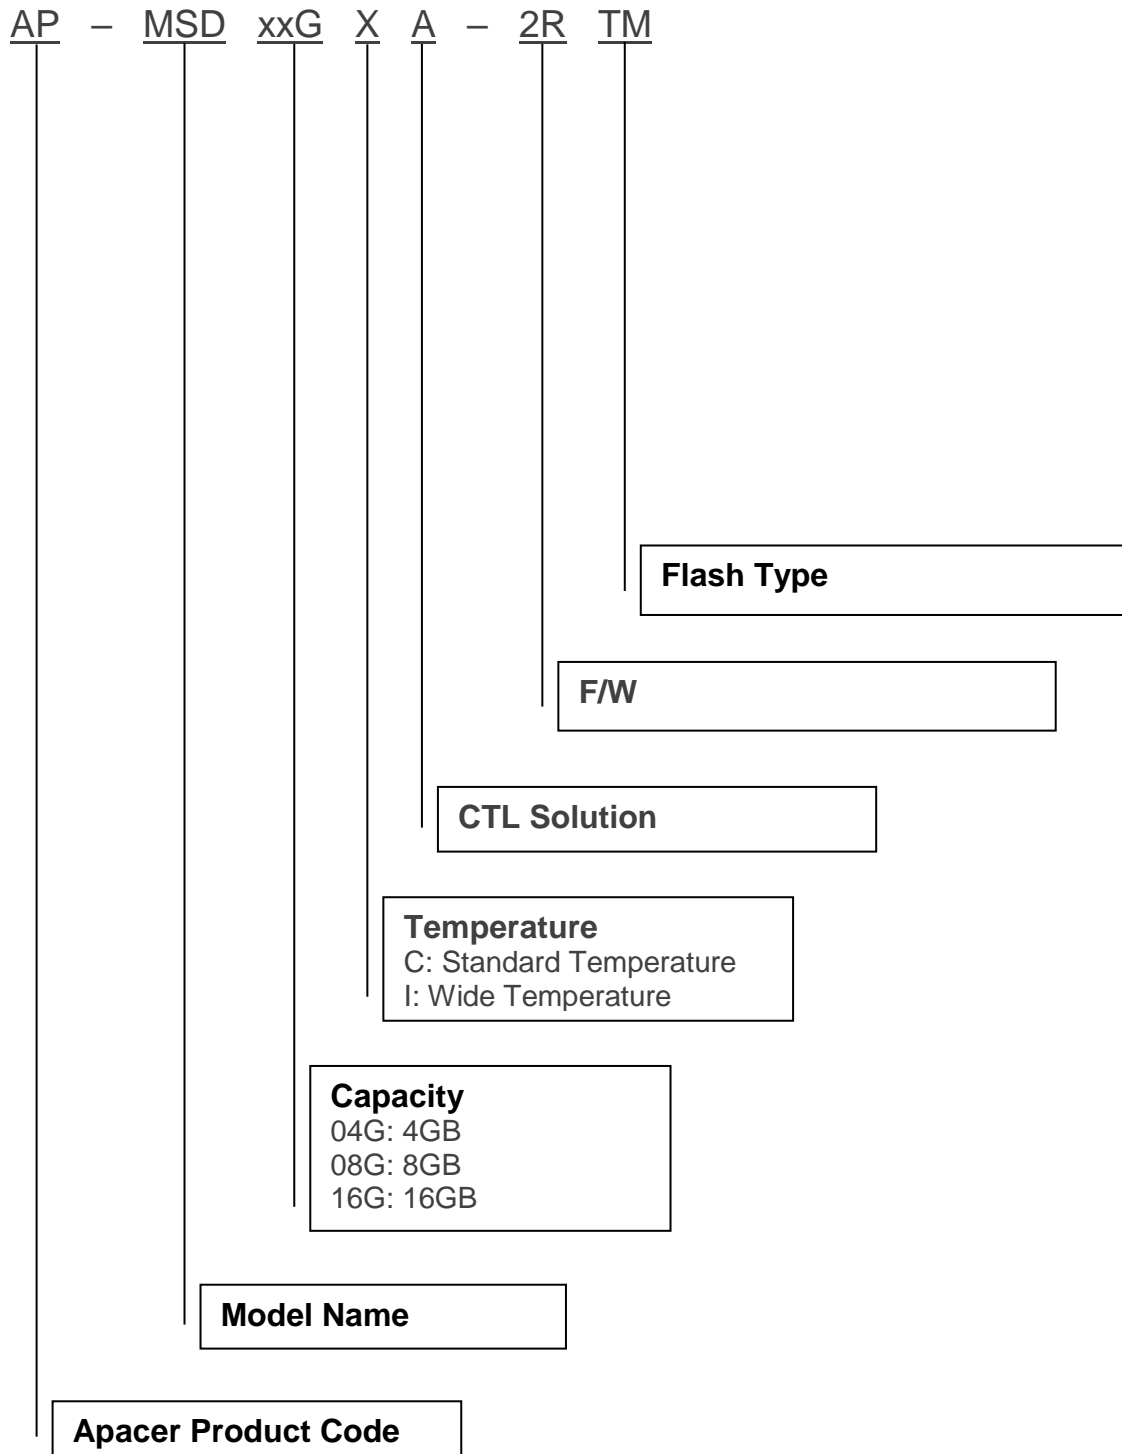 AP – MSD xxG X A – 2R TM
Flash Type
F/W
CTL Solution
Temperature
C: Standard Temperature
I: Wide Temperature
Capacity
04G: 4GB
08G: 8GB
16G: 16GB
Model Name
Apacer Product Code